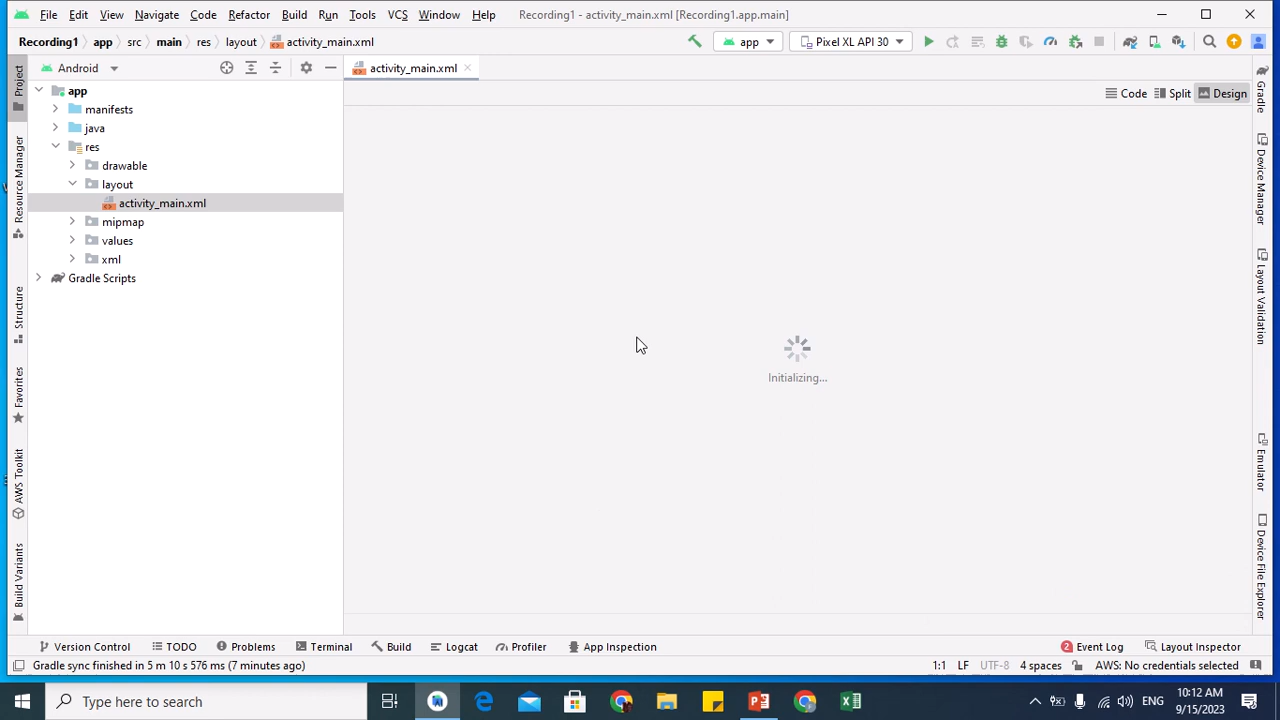 File Edit View Navigate Code Refactor Build Run Tools VCS Window Help Recording1 - activity_main.xml [Recording1.app.main]
Recording1 app src main res layout activity_main.xml app Pixel XL API 30
Project Android activity_main.xml Gradle
Code Split Design
app
manifests
java
res
drawable
layout
activity_main.xml
mipmap
values
xml
Gradle Scripts
Resource Manager
Structure
Favorites
AWS Toolkit
Build Variants
Initializing...
Device Manager
Layout Validation
Emulator
Device File Explorer
Version Control TODO Problems Terminal Build Logcat Profiler App Inspection 2 Event Log Layout Inspector
Gradle sync finished in 5 m 10 s 576 ms (7 minutes ago) 1:1 LF UTF-8 4 spaces AWS: No credentials selected
Type here to search ENG 10:12 AM
9/15/2023